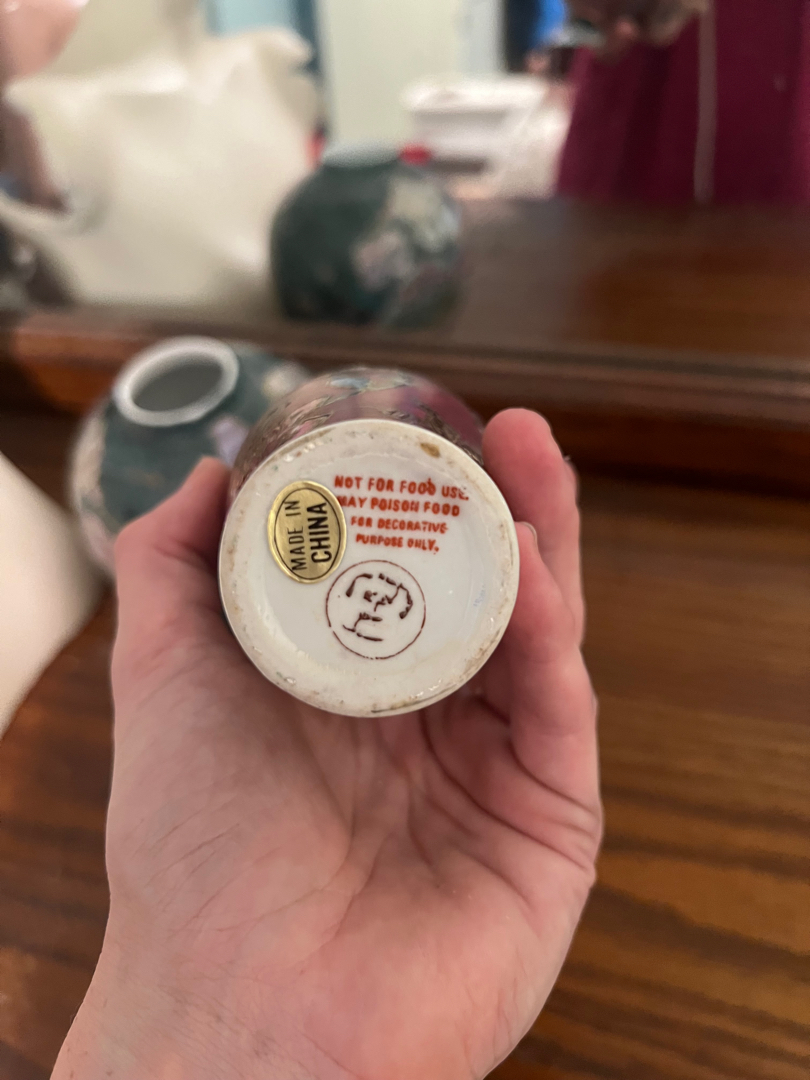 MADE IN
CHINA
NOT FOR FOOD USE.
MAY POISON FOOD
FOR DECORATIVE
PURPOSE ONLY.